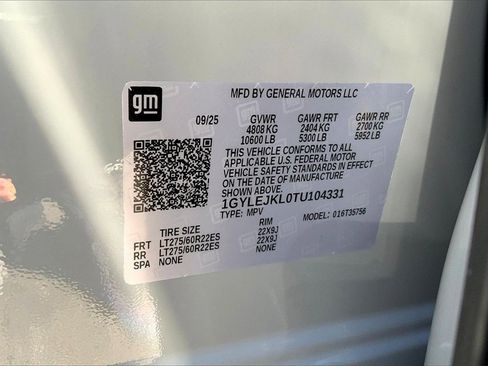 gm
MFD BY GENERAL MOTORS LLC
09/25 GVWR GAWR FRT GAWR RR
4808 KG 2404 KG 2700 KG
10600 LB 5300 LB 5952 LB
THIS VEHICLE CONFORMS TO ALL
APPLICABLE U.S. FEDERAL MOTOR
VEHICLE SAFETY STANDARDS IN EFFECT
ON THE DATE OF MANUFACTURE
SHOWN ABOVE.
1GYLEJKL0TU104331
TYPE: MPV MODEL: 016T35756
TIRE SIZE RIM
FRT LT275/60R22ES 22X9J
RR LT275/60R22ES 22X9J
SPA NONE NONE